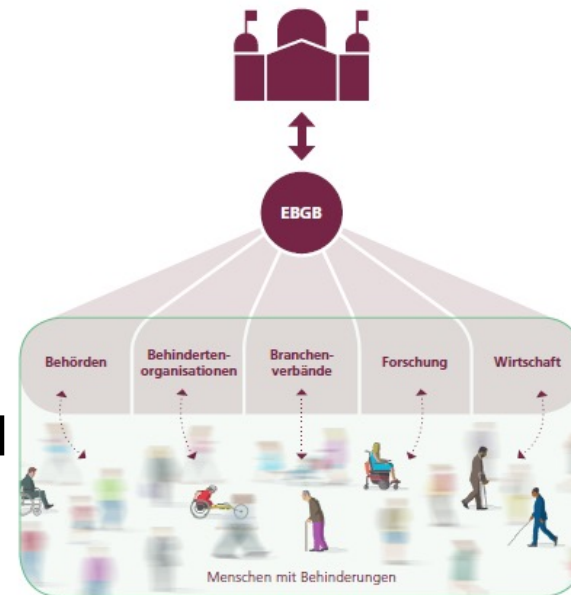 EBGB
Behörden
Behinderten-
organisationen
Branchen-
verbände
Forschung
Wirtschaft
Menschen mit Behinderungen